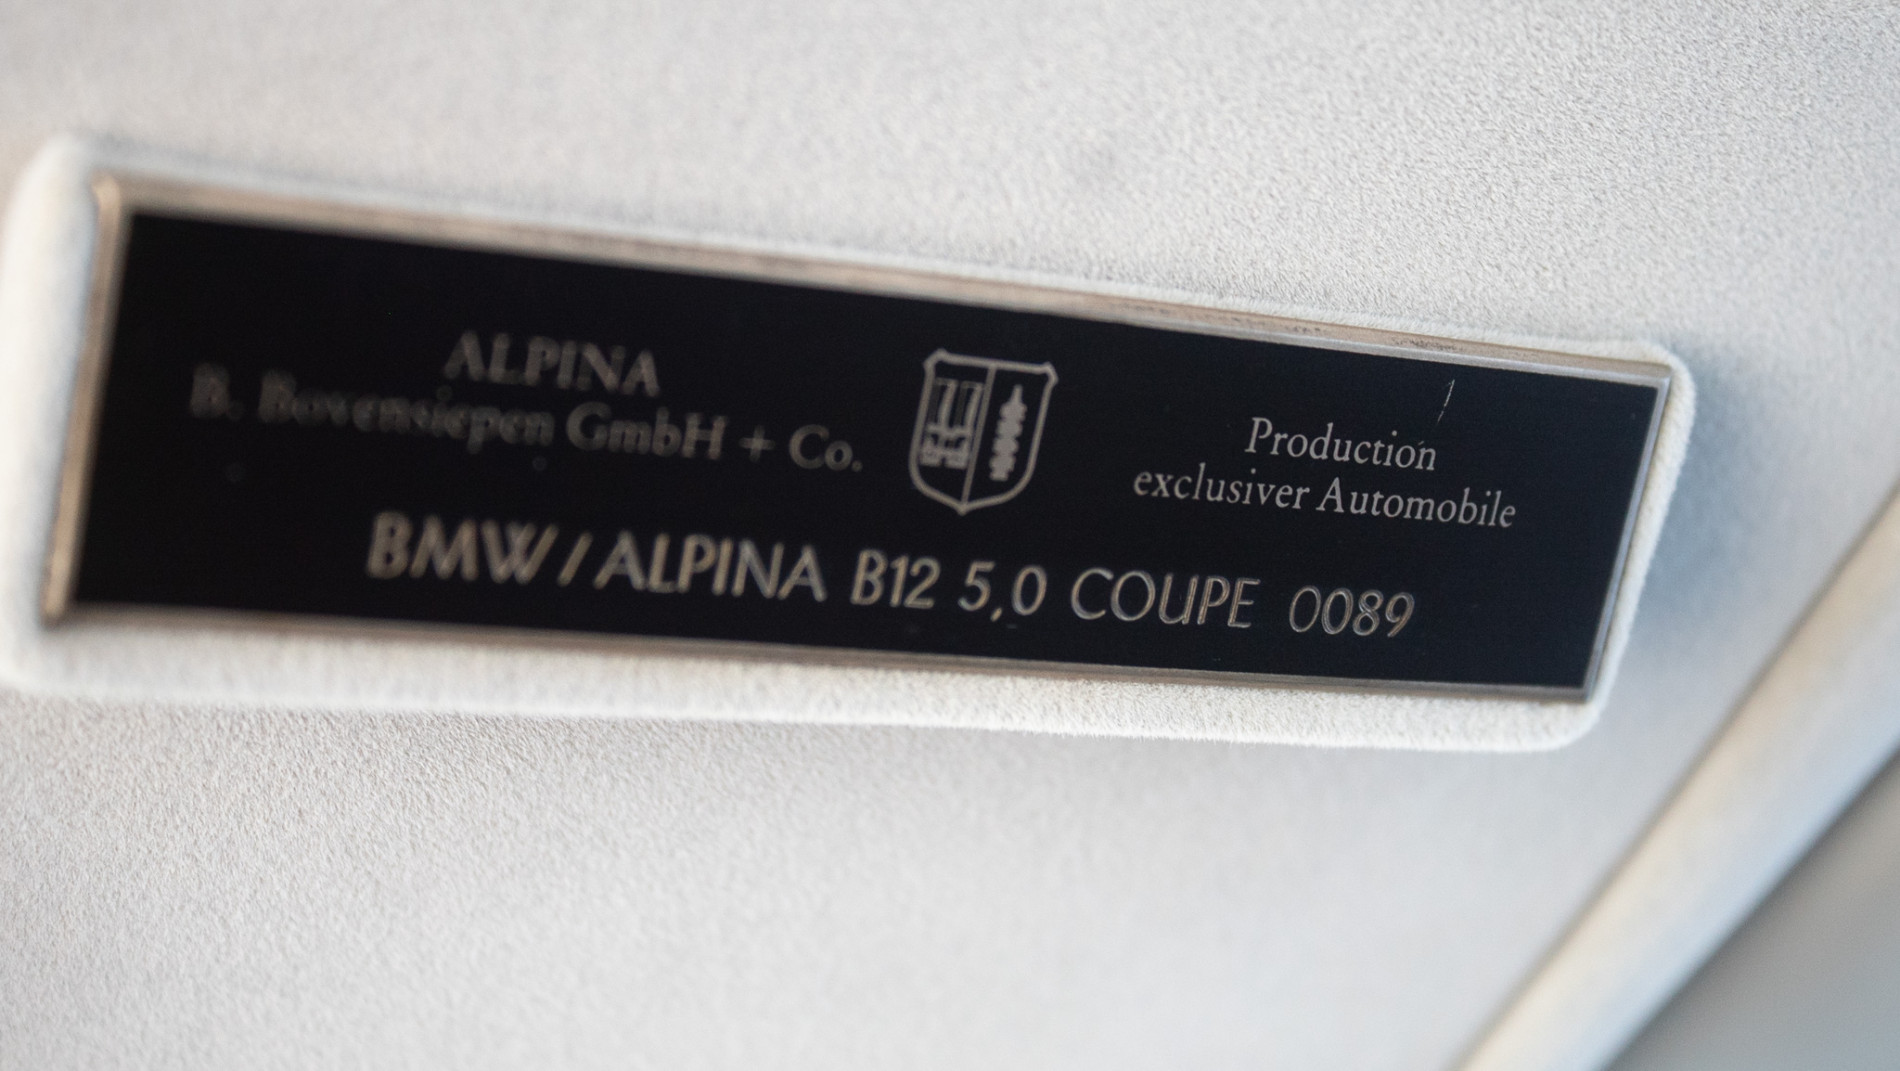 ALPINA
B. Bovensiepen GmbH + Co.
Production
exclusiver Automobile
BMW/ALPINA B12 5,0 COUPE 0089